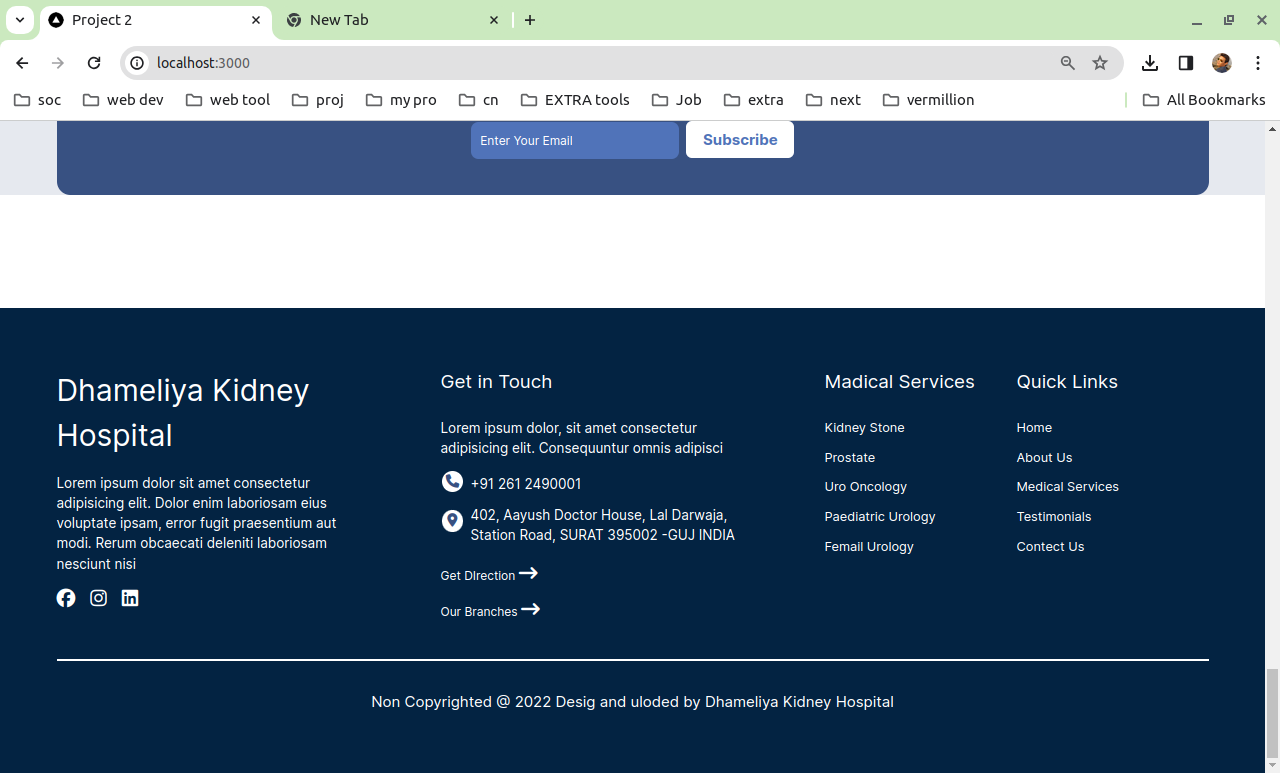 Project 2
New Tab
localhost:3000
soc
web dev
web tool
proj
my pro
cn
EXTRA tools
Job
extra
next
vermillion
All Bookmarks
Enter Your Email
Subscribe
Dhameliya Kidney
Hospital
Lorem ipsum dolor sit amet consectetur
adipisicing elit. Dolor enim laboriosam eius
voluptate ipsam, error fugit praesentium aut
modi. Rerum obcaecati deleniti laboriosam
nesciunt nisi
Get in Touch
Lorem ipsum dolor, sit amet consectetur
adipisicing elit. Consequuntur omnis adipisci
+91 261 2490001
402, Aayush Doctor House, Lal Darwaja,
Station Road, SURAT 395002 -GUJ INDIA
Get DIrection
Our Branches
Madical Services
Kidney Stone
Prostate
Uro Oncology
Paediatric Urology
Femail Urology
Quick Links
Home
About Us
Medical Services
Testimonials
Contact Us
Non Copyrighted @ 2022 Desig and uloded by Dhameliya Kidney Hospital